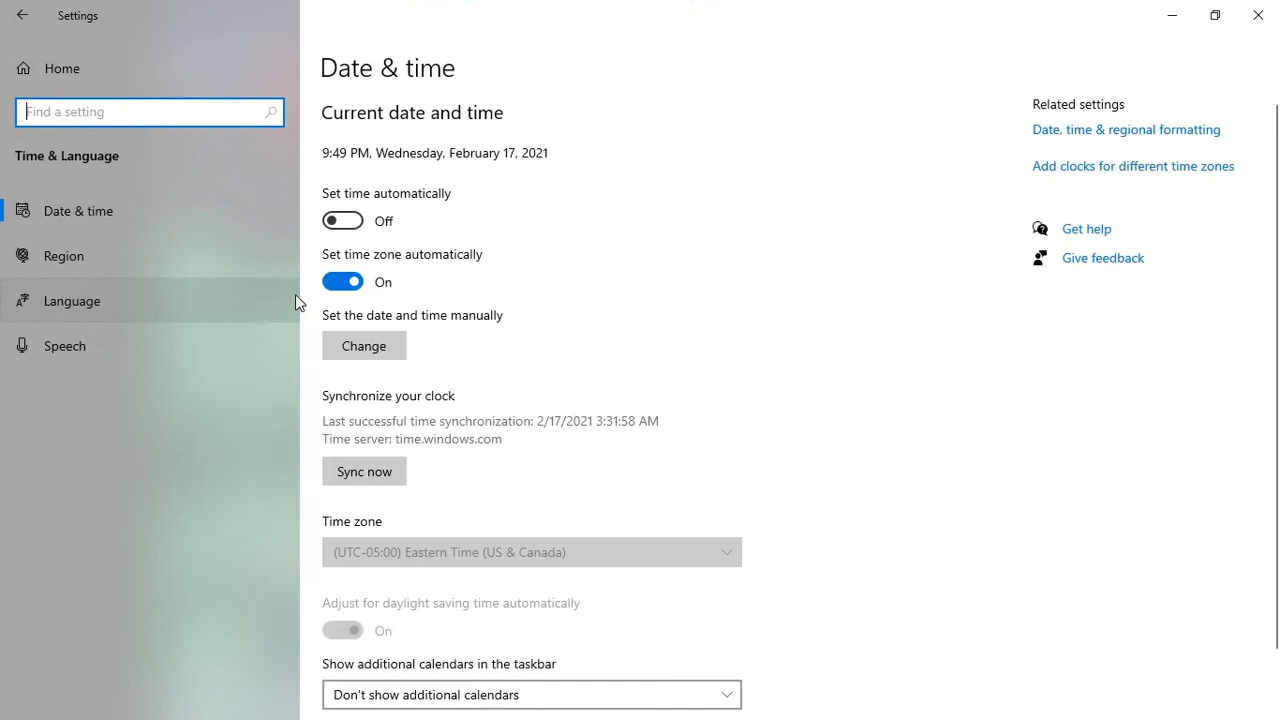 Settings
Home
Find a setting
Time & Language
Date & time
Region
Language
Speech
Date & time
Current date and time
9:49 PM, Wednesday, February 17, 2021
Set time automatically
Off
Set time zone automatically
On
Set the date and time manually
Change
Synchronize your clock
Last successful time synchronization: 2/17/2021 3:31:58 AM
Time server: time.windows.com
Sync now
Time zone
(UTC-05:00) Eastern Time (US & Canada)
Adjust for daylight saving time automatically
On
Show additional calendars in the taskbar
Don't show additional calendars
Related settings
Date, time & regional formatting
Add clocks for different time zones
Get help
Give feedback